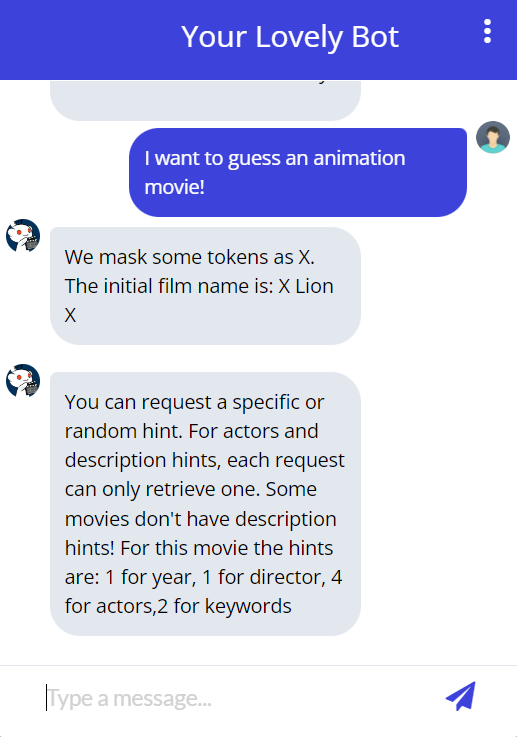 Your Lovely Bot
I want to guess an animation
movie!
We mask some tokens as X.
The initial film name is: X Lion
X
You can request a specific or
random hint. For actors and
description hints, each request
can only retrieve one. Some
movies don't have description
hints! For this movie the hints
are: 1 for year, 1 for director, 4
for actors,2 for keywords
Type a message...